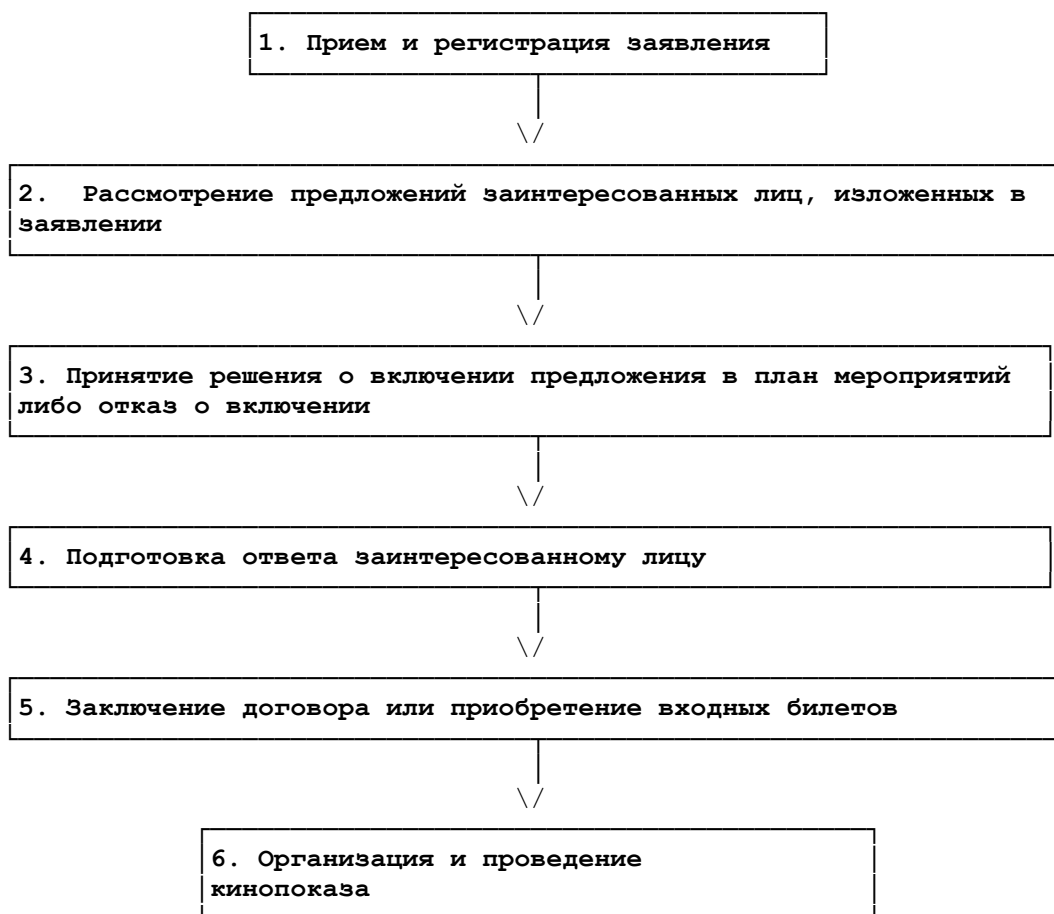 1. Прием и регистрация заявления
2. Рассмотрение предложений заинтересованных лиц, изложенных в
заявлении
3. Принятие решения о включении предложения в план мероприятий
либо отказ о включении
4. Подготовка ответа заинтересованному лицу
5. Заключение договора или приобретение входных билетов
6. Организация и проведение
кинопоказа